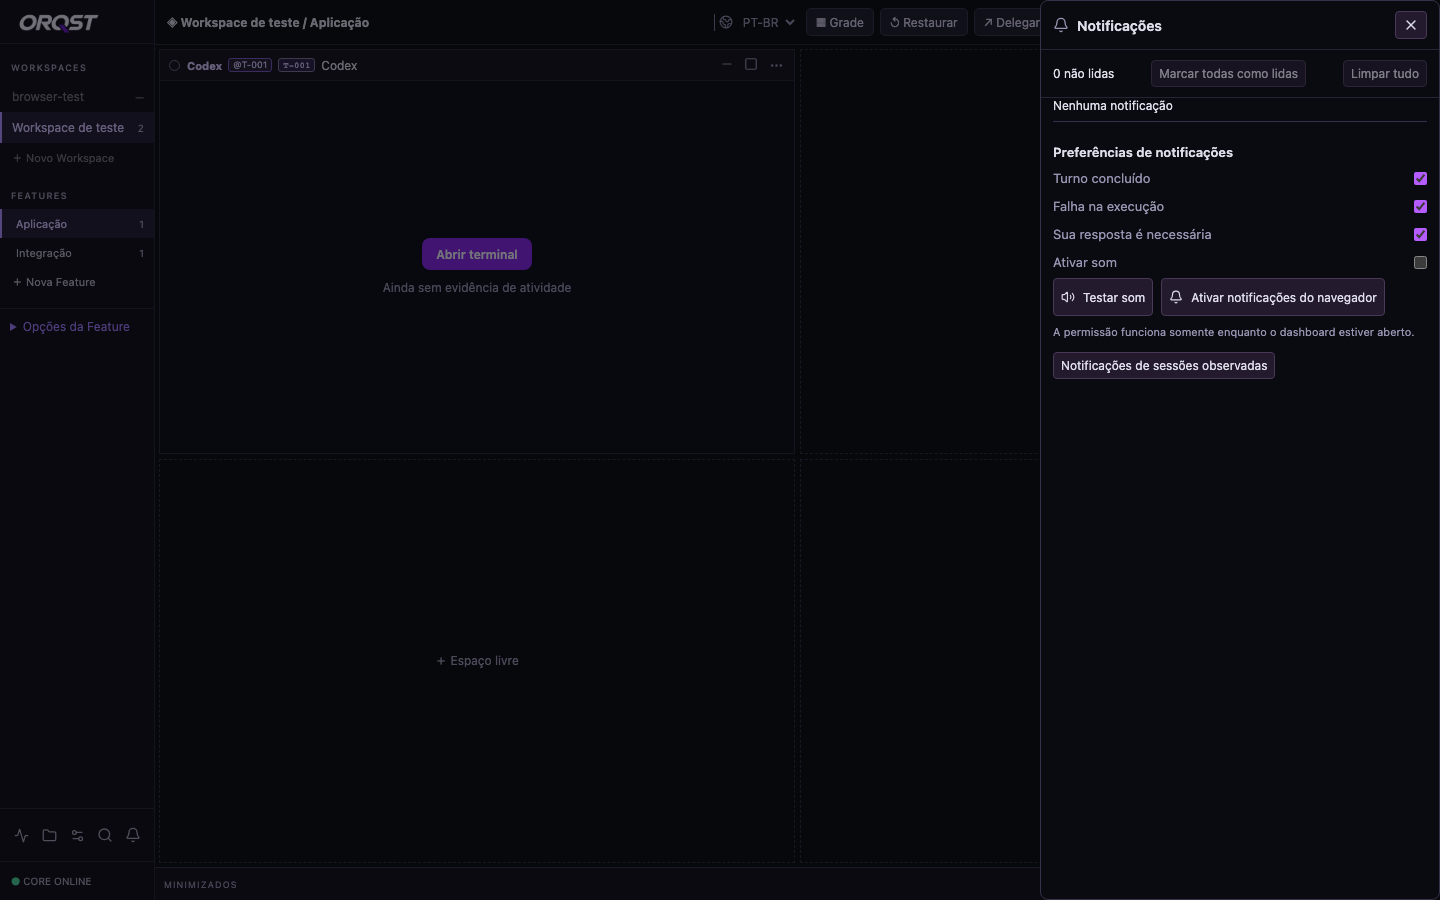 ORQST
WORKSPACES
browser-test
Workspace de teste 2
+ Novo Workspace
FEATURES
Aplicação 1
Integração 1
+ Nova Feature
Opções da Feature
CORE ONLINE
Workspace de teste / Aplicação
PT-BR
Grade
Restaurar
Delegar
Codex @T-001 T-001 Codex
Abrir terminal
Ainda sem evidência de atividade
+ Espaço livre
MINIMIZADOS
Notificações
0 não lidas
Marcar todas como lidas
Limpar tudo
Nenhuma notificação
Preferências de notificações
Turno concluído
Falha na execução
Sua resposta é necessária
Ativar som
Testar som
Ativar notificações do navegador
A permissão funciona somente enquanto o dashboard estiver aberto.
Notificações de sessões observadas